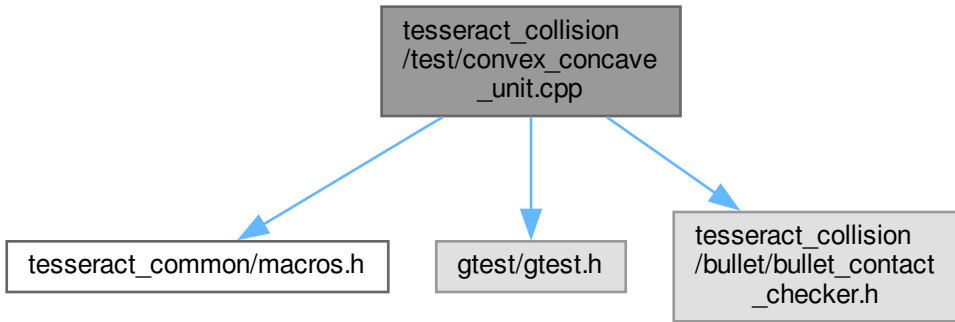 tesseract_collision
/test/convex_concave
_unit.cpp
tesseract_common/macros.h
gtest/gtest.h
tesseract_collision
/bullet/bullet_contact
_checker.h